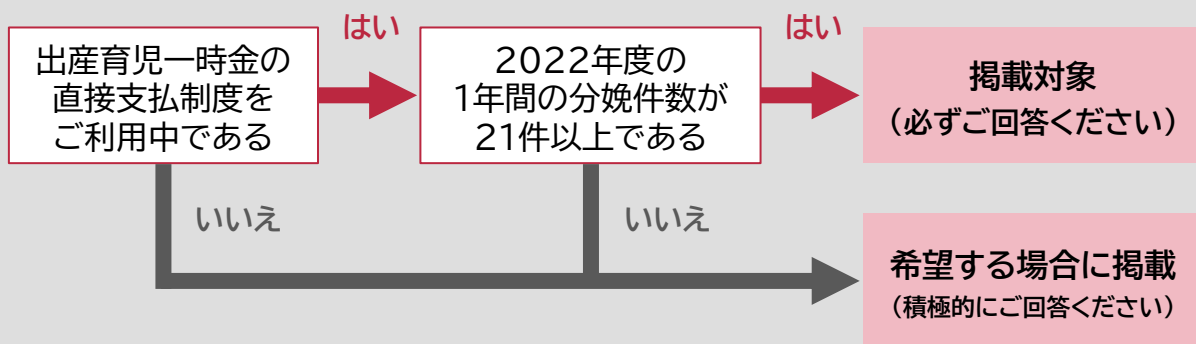 はい
はい
出産育児一時金の
直接支払制度を
ご利用中である
2022年度の
1年間の分娩件数が
21件以上である
掲載対象
(必ずご回答ください)
いいえ
いいえ
希望する場合に掲載
(積極的にご回答ください)